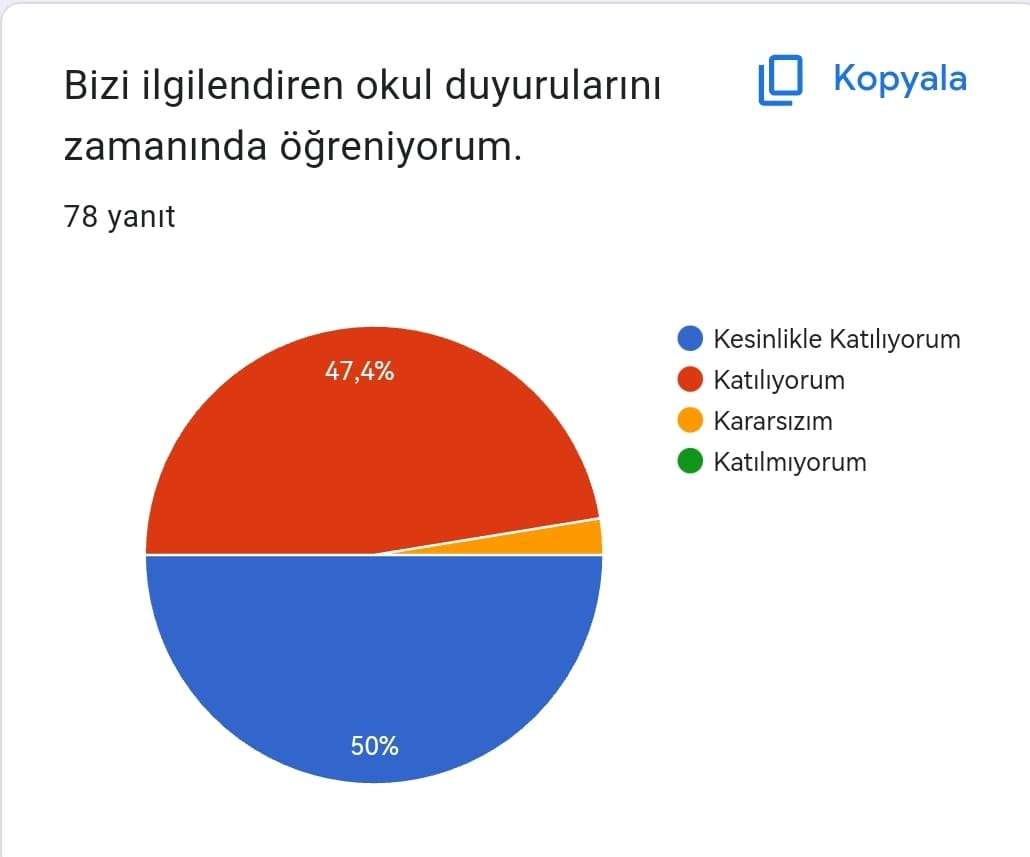 Bizi ilgilendiren okul duyurularını
zamanında öğreniyorum.
Kopyala
78 yanıt
47,4%
50%
Kesinlikle Katılıyorum
Katılıyorum
Kararsızım
Katılmıyorum